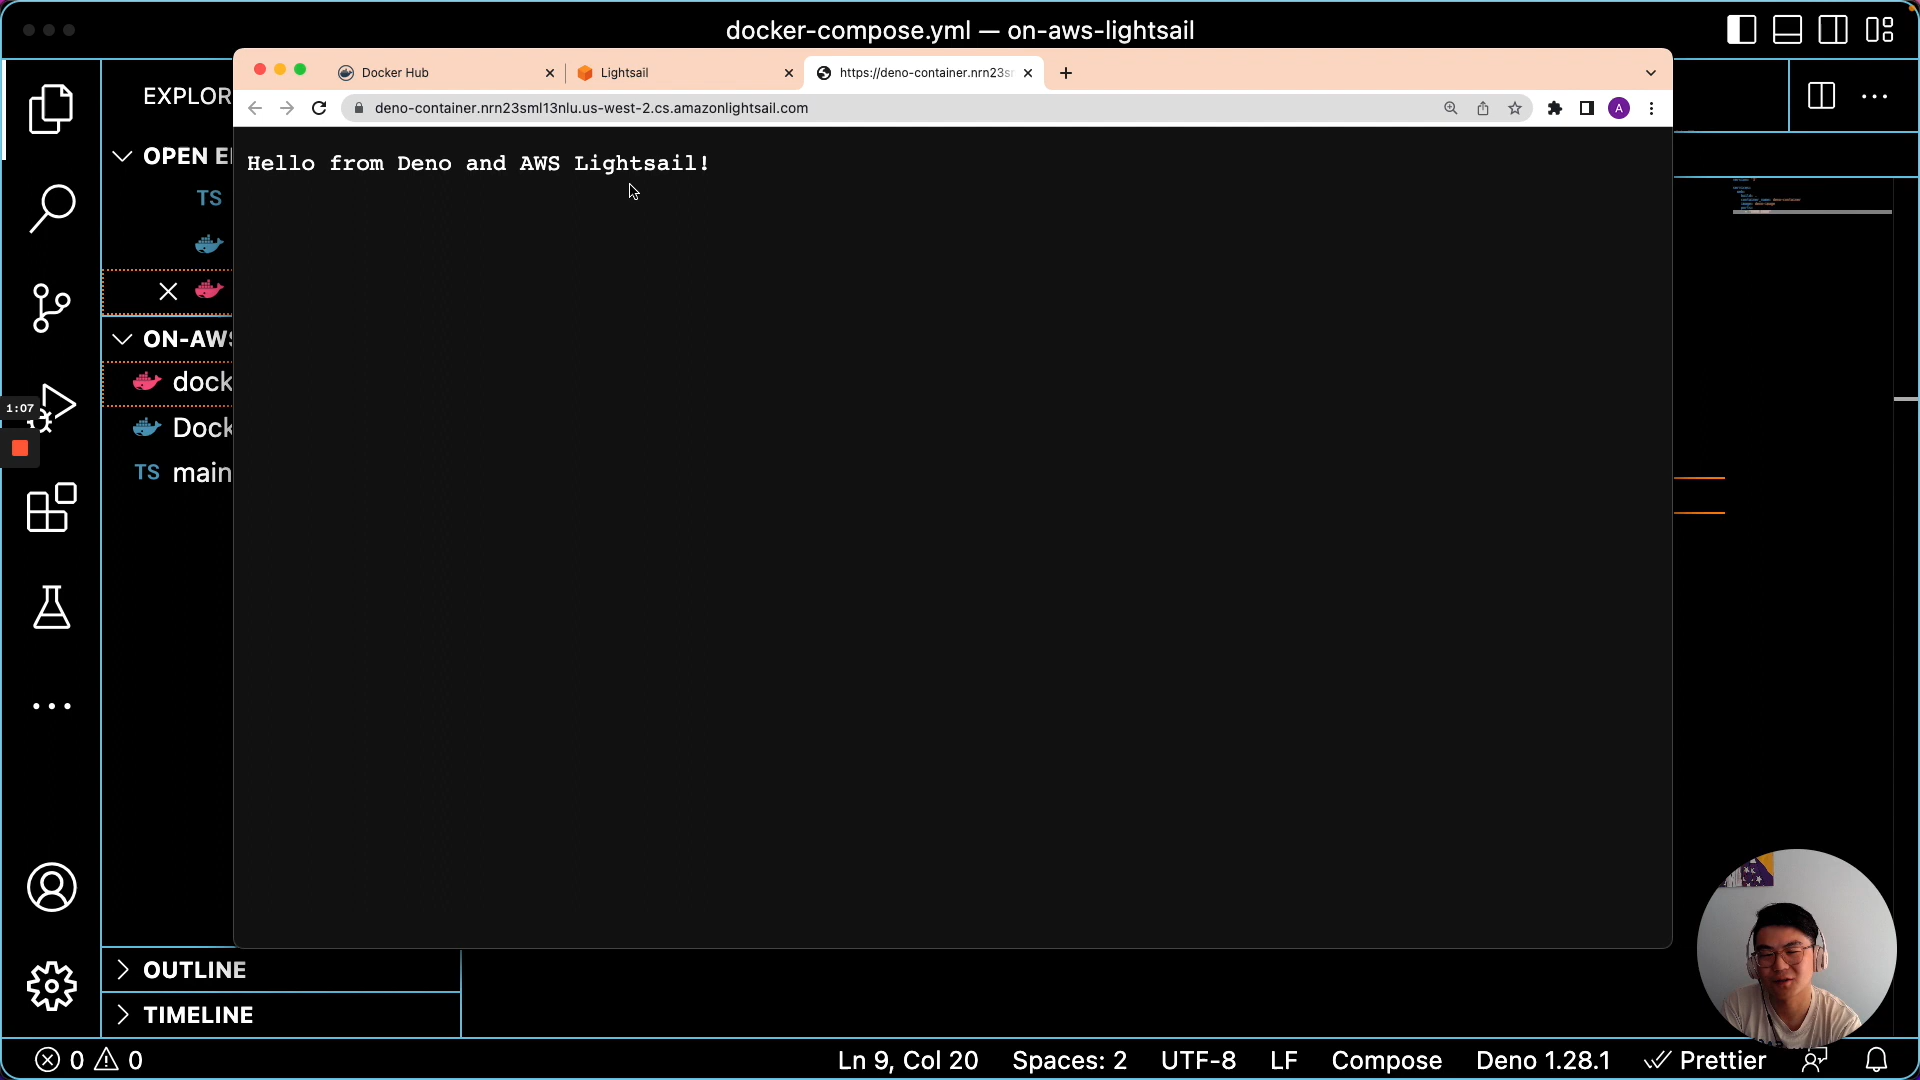 docker-compose.yml — on-aws-lightsail
Docker Hub
Lightsail
https://deno-container.nrn23s
deno-container.nrn23sml13nlu.us-west-2.cs.amazonlightsail.com
A
Hello from Deno and AWS Lightsail!
EXPLOR
OPEN E
TS
ON-AWS
dock
Dock
TS main
1:07
OUTLINE
TIMELINE
0 0
Ln 9, Col 20
Spaces: 2
UTF-8
LF
Compose
Deno 1.28.1
Prettier